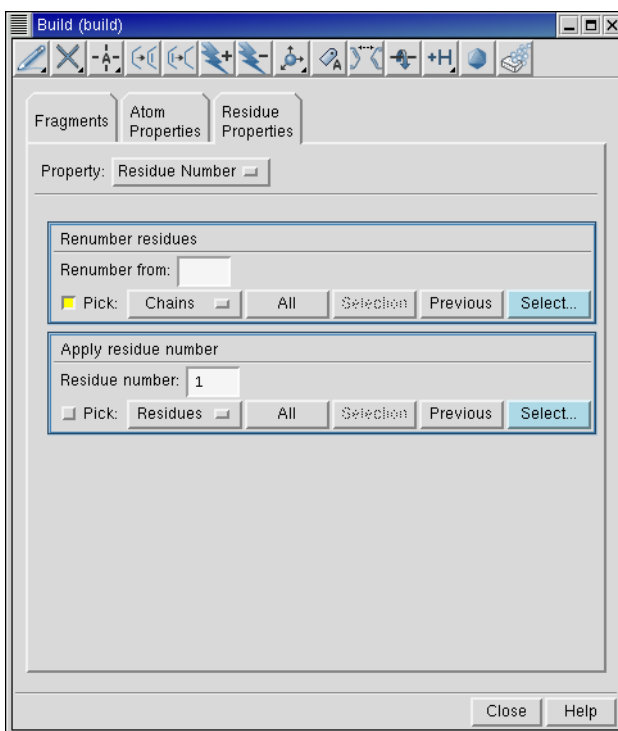 Build (build)
A
A
+H
Fragments
Atom
Properties
Residue
Properties
Property: Residue Number
Renumber residues
Renumber from:
Pick: Chains All Selection Previous Select...
Apply residue number
Residue number: 1
Pick: Residues All Selection Previous Select...
Close Help